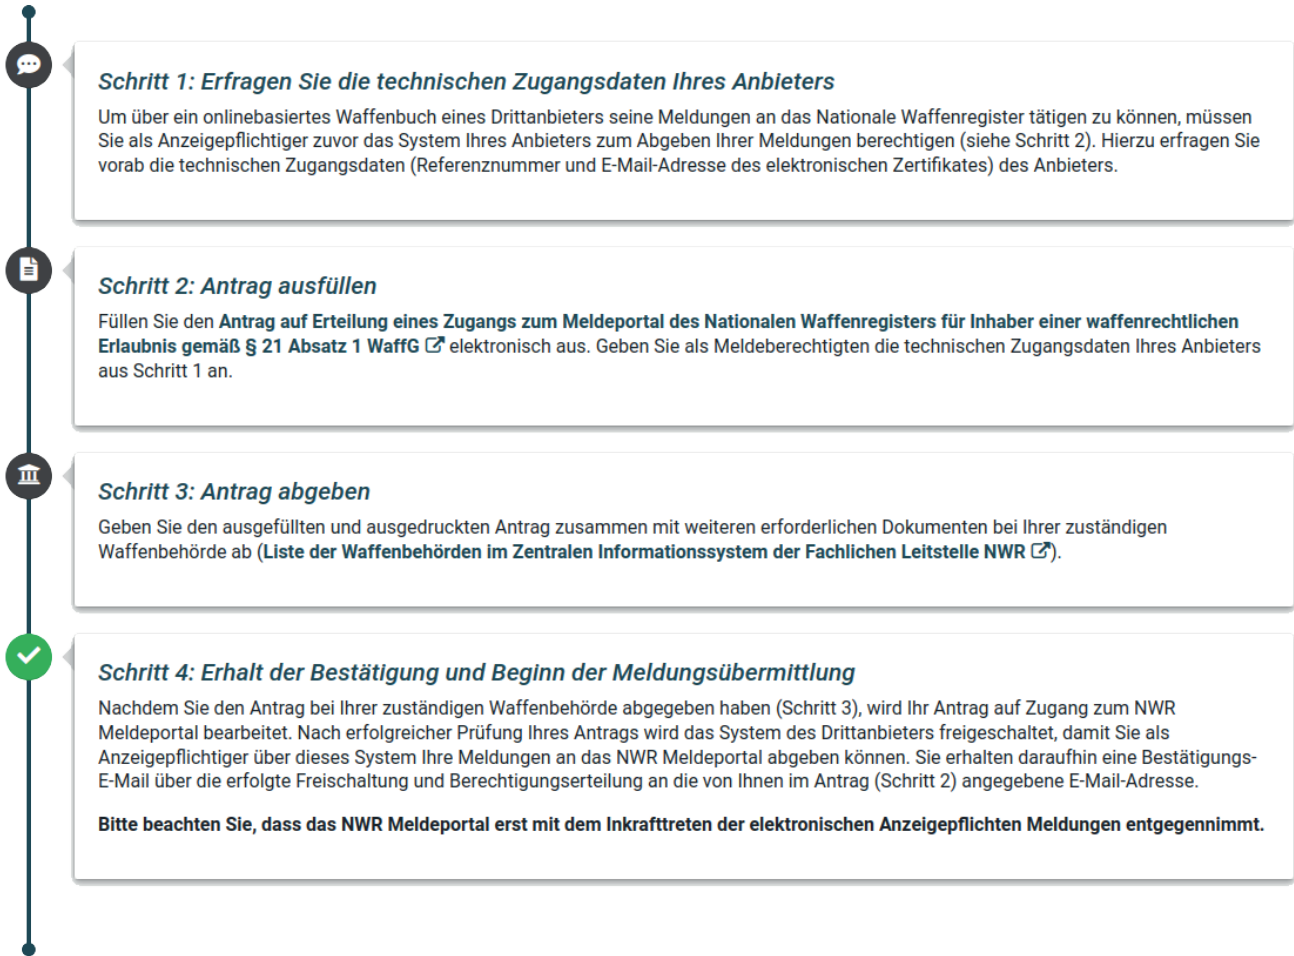 Schritt 1: Erfragen Sie die technischen Zugangsdaten Ihres Anbieters
Um über ein onlinebasiertes Waffenbuch eines Drittanbieters seine Meldungen an das Nationale Waffenregister tätigen zu können, müssen
Sie als Anzeigepflichtiger zuvor das System Ihres Anbieters zum Abgeben Ihrer Meldungen berechtigen (siehe Schritt 2). Hierzu erfragen Sie
vorab die technischen Zugangsdaten (Referenznummer und E-Mail-Adresse des elektronischen Zertifikates) des Anbieters.
Schritt 2: Antrag ausfüllen
Füllen Sie den Antrag auf Erteilung eines Zugangs zum Meldeportal des Nationalen Waffenregisters für Inhaber einer waffenrechtlichen
Erlaubnis gemäß § 21 Absatz 1 WaffG elektronisch aus. Geben Sie als Meldeberechtigten die technischen Zugangsdaten Ihres Anbieters
aus Schritt 1 an.
Schritt 3: Antrag abgeben
Geben Sie den ausgefüllten und ausgedruckten Antrag zusammen mit weiteren erforderlichen Dokumenten bei Ihrer zuständigen
Waffenbehörde ab (Liste der Waffenbehörden im Zentralen Informationssystem der Fachlichen Leitstelle NWR ).
Schritt 4: Erhalt der Bestätigung und Beginn der Meldungsübermittlung
Nachdem Sie den Antrag bei Ihrer zuständigen Waffenbehörde abgegeben haben (Schritt 3), wird Ihr Antrag auf Zugang zum NWR
Meldeportal bearbeitet. Nach erfolgreicher Prüfung Ihres Antrags wird das System des Drittanbieters freigeschaltet, damit Sie als
Anzeigepflichtiger über dieses System Ihre Meldungen an das NWR Meldeportal abgeben können. Sie erhalten daraufhin eine Bestätigungs-
E-Mail über die erfolgte Freischaltung und Berechtigungserteilung an die von Ihnen im Antrag (Schritt 2) angegebene E-Mail-Adresse.
Bitte beachten Sie, dass das NWR Meldeportal erst mit dem Inkrafttreten der elektronischen Anzeigepflichten Meldungen entgegennimmt.